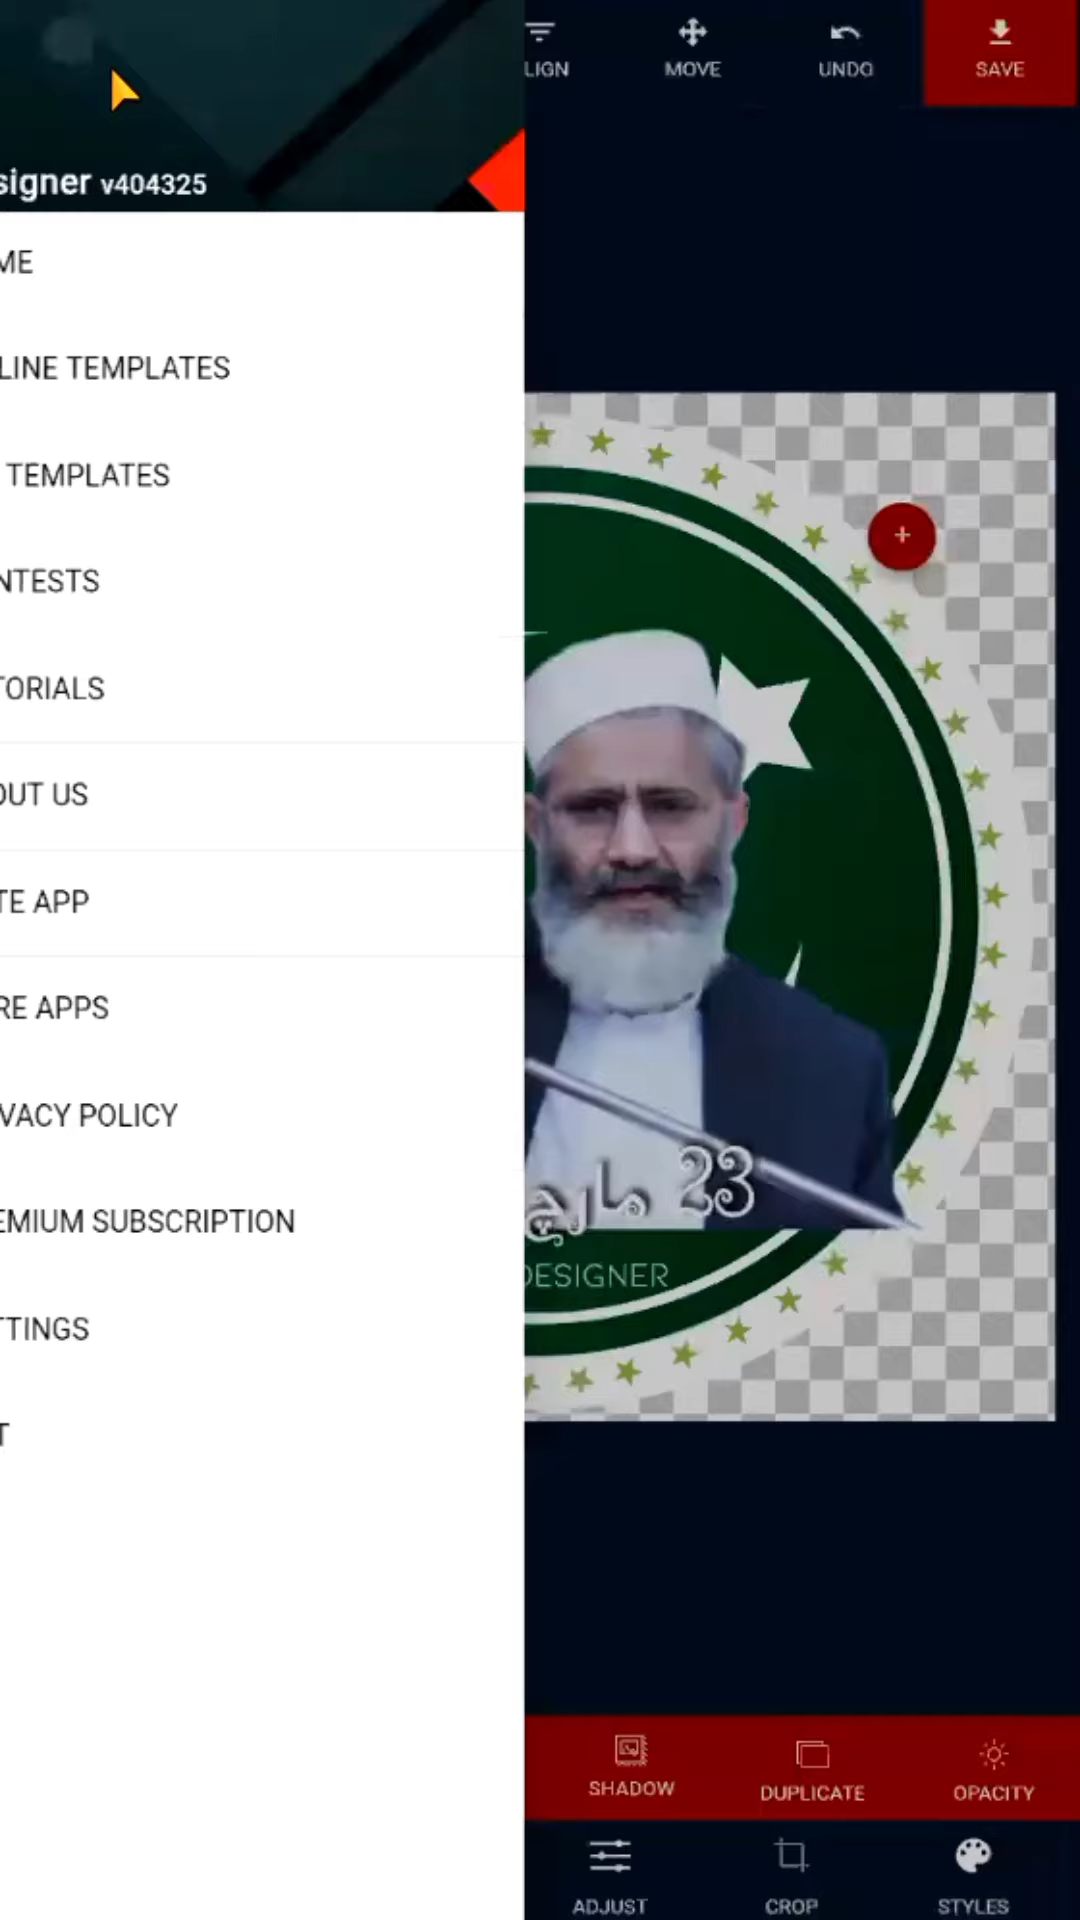 LIGN
MOVE
UNDO
SAVE
signer v404325
ME
LINE TEMPLATES
TEMPLATES
NTESTS
TORIALS
OUT US
TE APP
RE APPS
VACY POLICY
EMIUM SUBSCRIPTION
TTINGS
T
+
23 مارچ
DESIGNER
SHADOW
DUPLICATE
OPACITY
ADJUST
CROP
STYLES